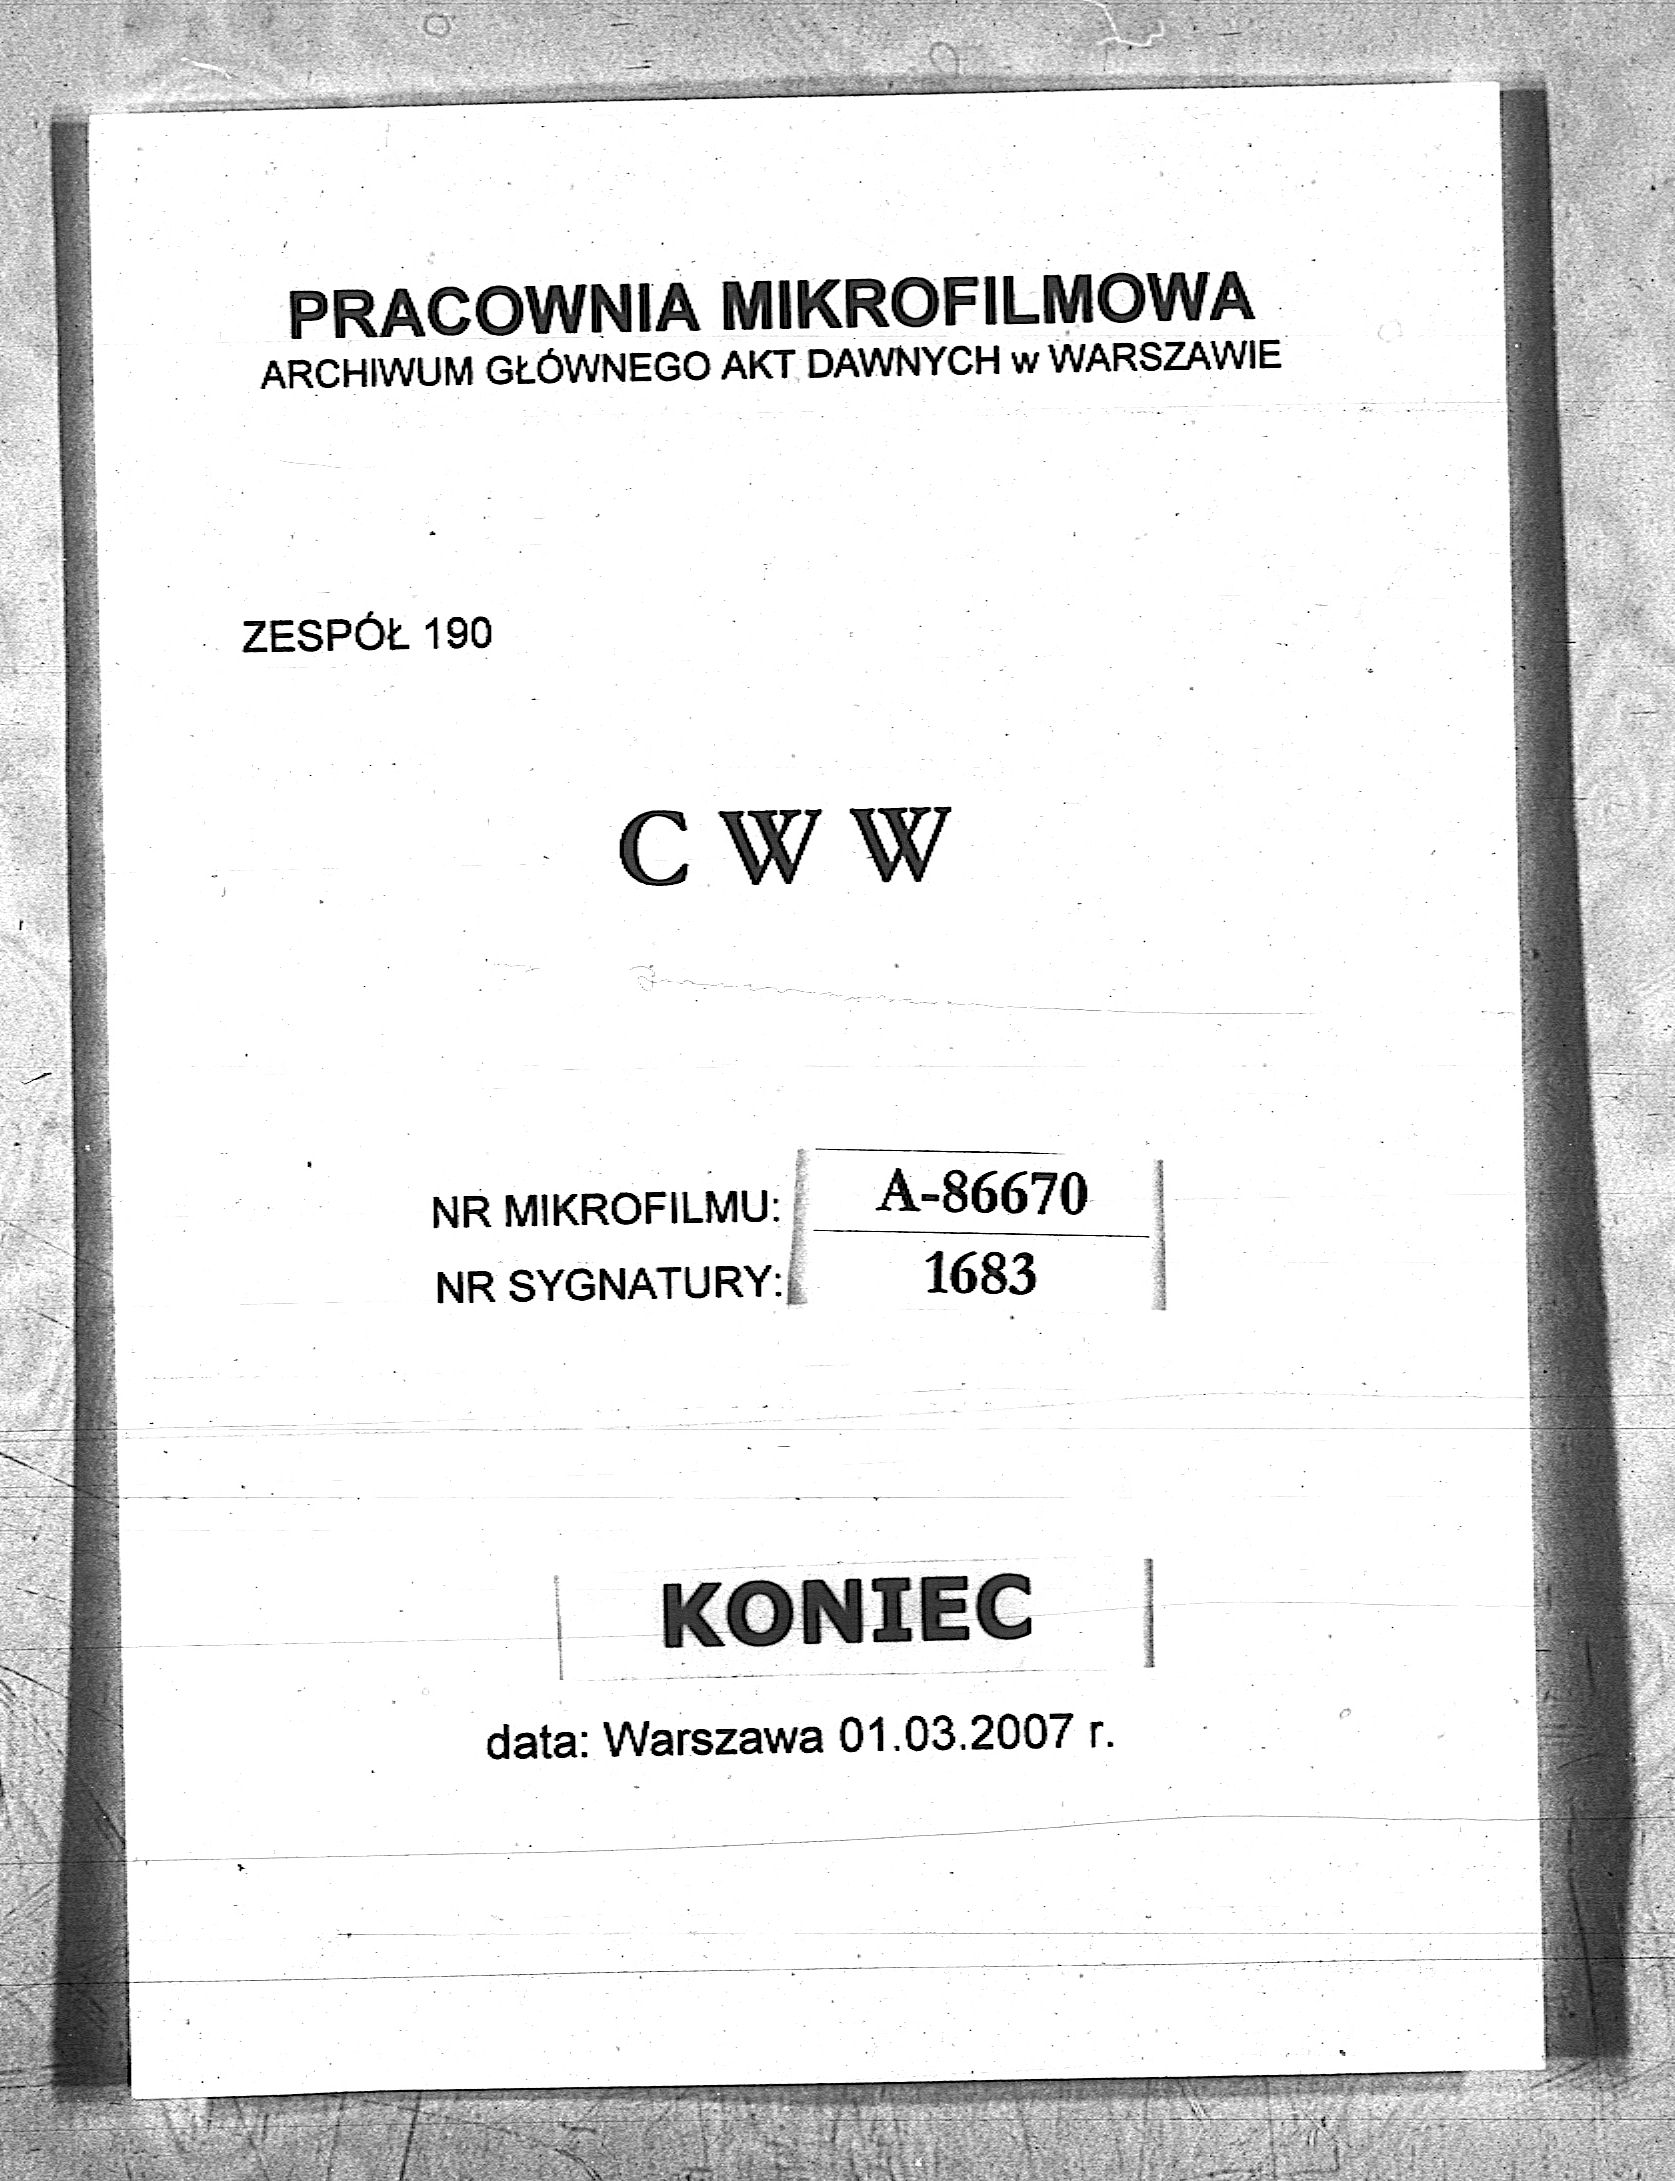 PRACOWNIA MIKROFILMOWA
ARCHIWUM GŁÓWNEGO AKT DAWNYCH w WARSZAWIE
ZESPÓŁ 190
C W W
NR MIKROFILMU: A-86670
NR SYGNATURY: 1683
KONIEC
data: Warszawa 01.03.2007 r.